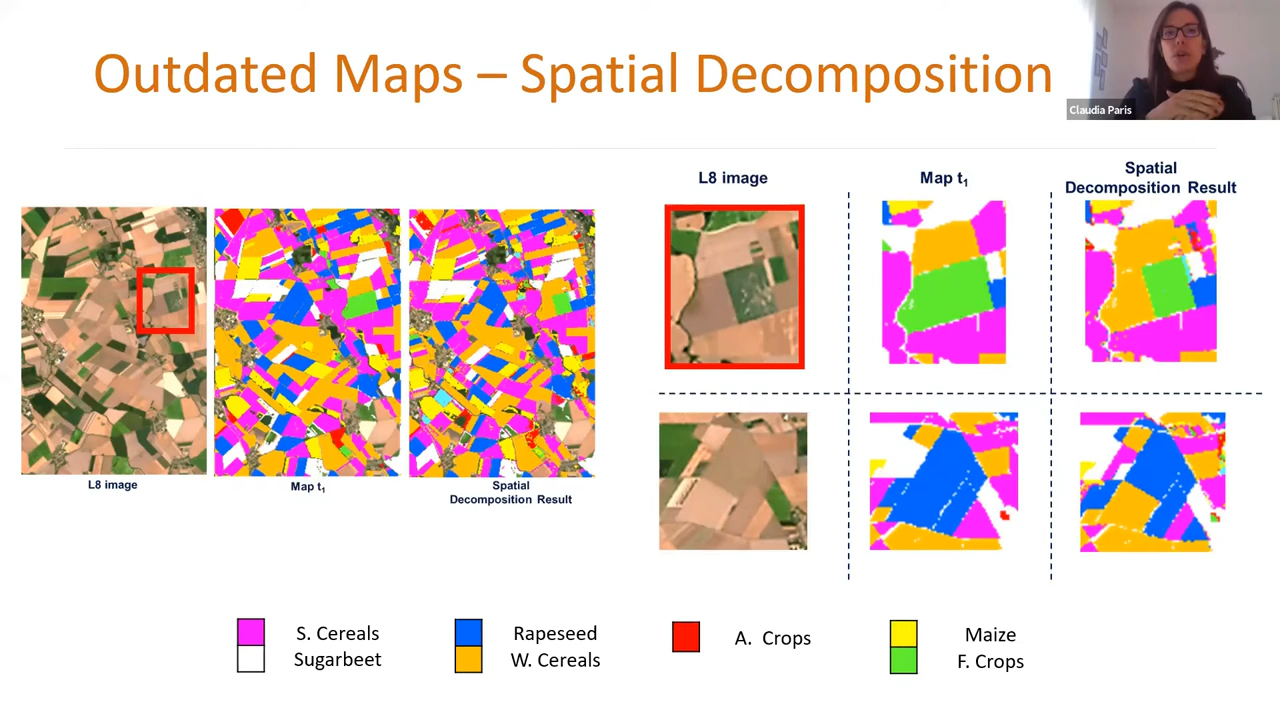 Outdated Maps – Spatial Decomposition
Claudia Paris
L8 image
Map t1
Spatial
Decomposition Result
L8 image
Map t1
Spatial
Decomposition Result
S. Cereals
Sugarbeet
Rapeseed
W. Cereals
A. Crops
Maize
F. Crops